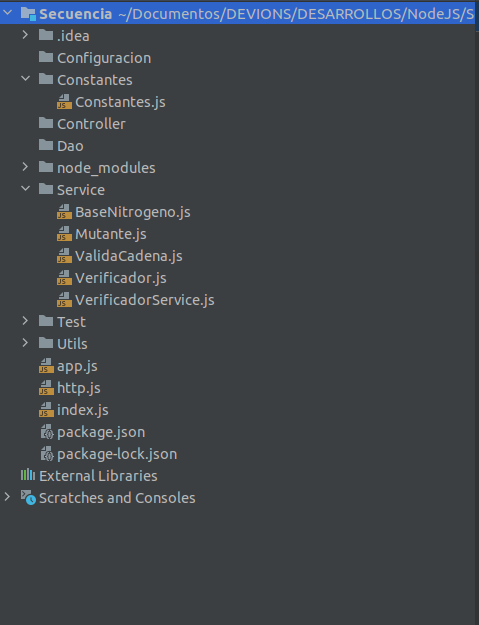 Secuencia ~/Documentos/DEVIONS/DESARROLLOS/NodeJS/S
.idea
Configuracion
Constantes
Constantes.js
Controller
Dao
node_modules
Service
BaseNitrogeno.js
Mutante.js
ValidaCadena.js
Verificador.js
VerificadorService.js
Test
Utils
app.js
http.js
index.js
package.json
package-lock.json
External Libraries
Scratches and Consoles